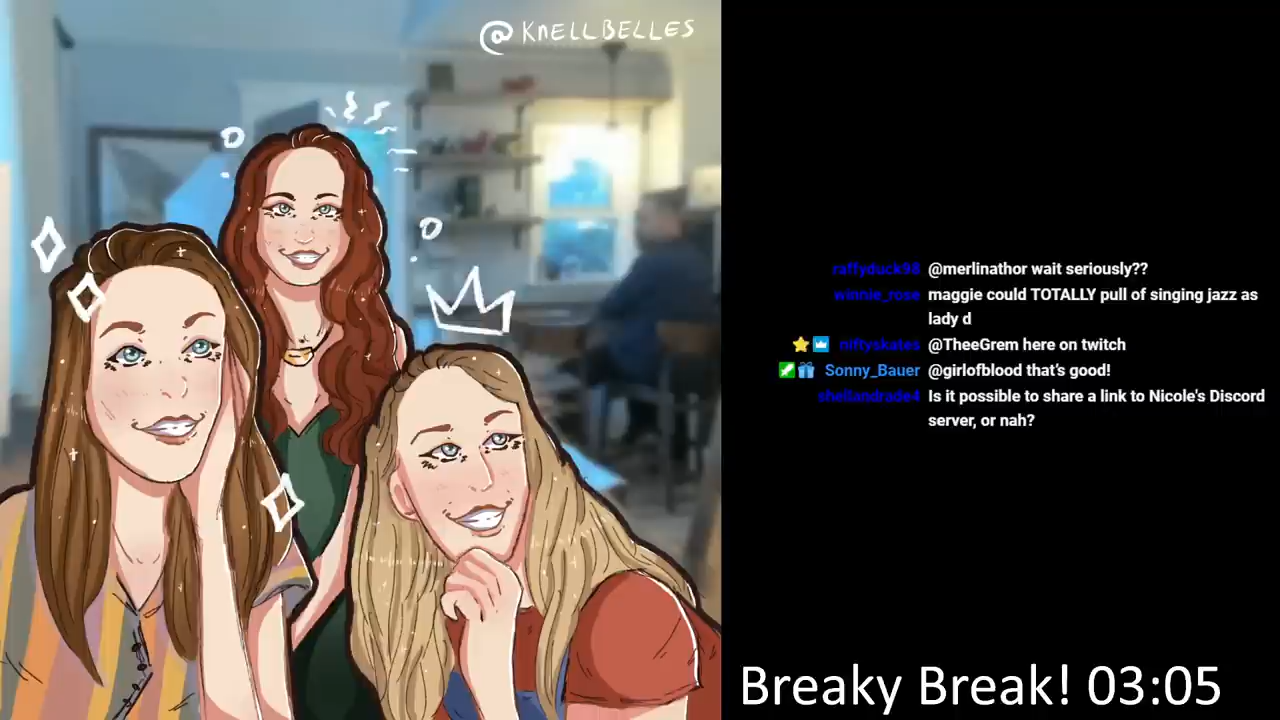 @KNELLBELLES
raffyduck98 @merlinathor wait seriously??
winnie_rose maggie could TOTALLY pull of singing jazz as
lady d
niftyskates @TheeGrem here on twitch
Sonny_Bauer @girlofblood that's good!
shellandrade4 Is it possible to share a link to Nicole's Discord
server, or nah?
Breaky Break! 03:05